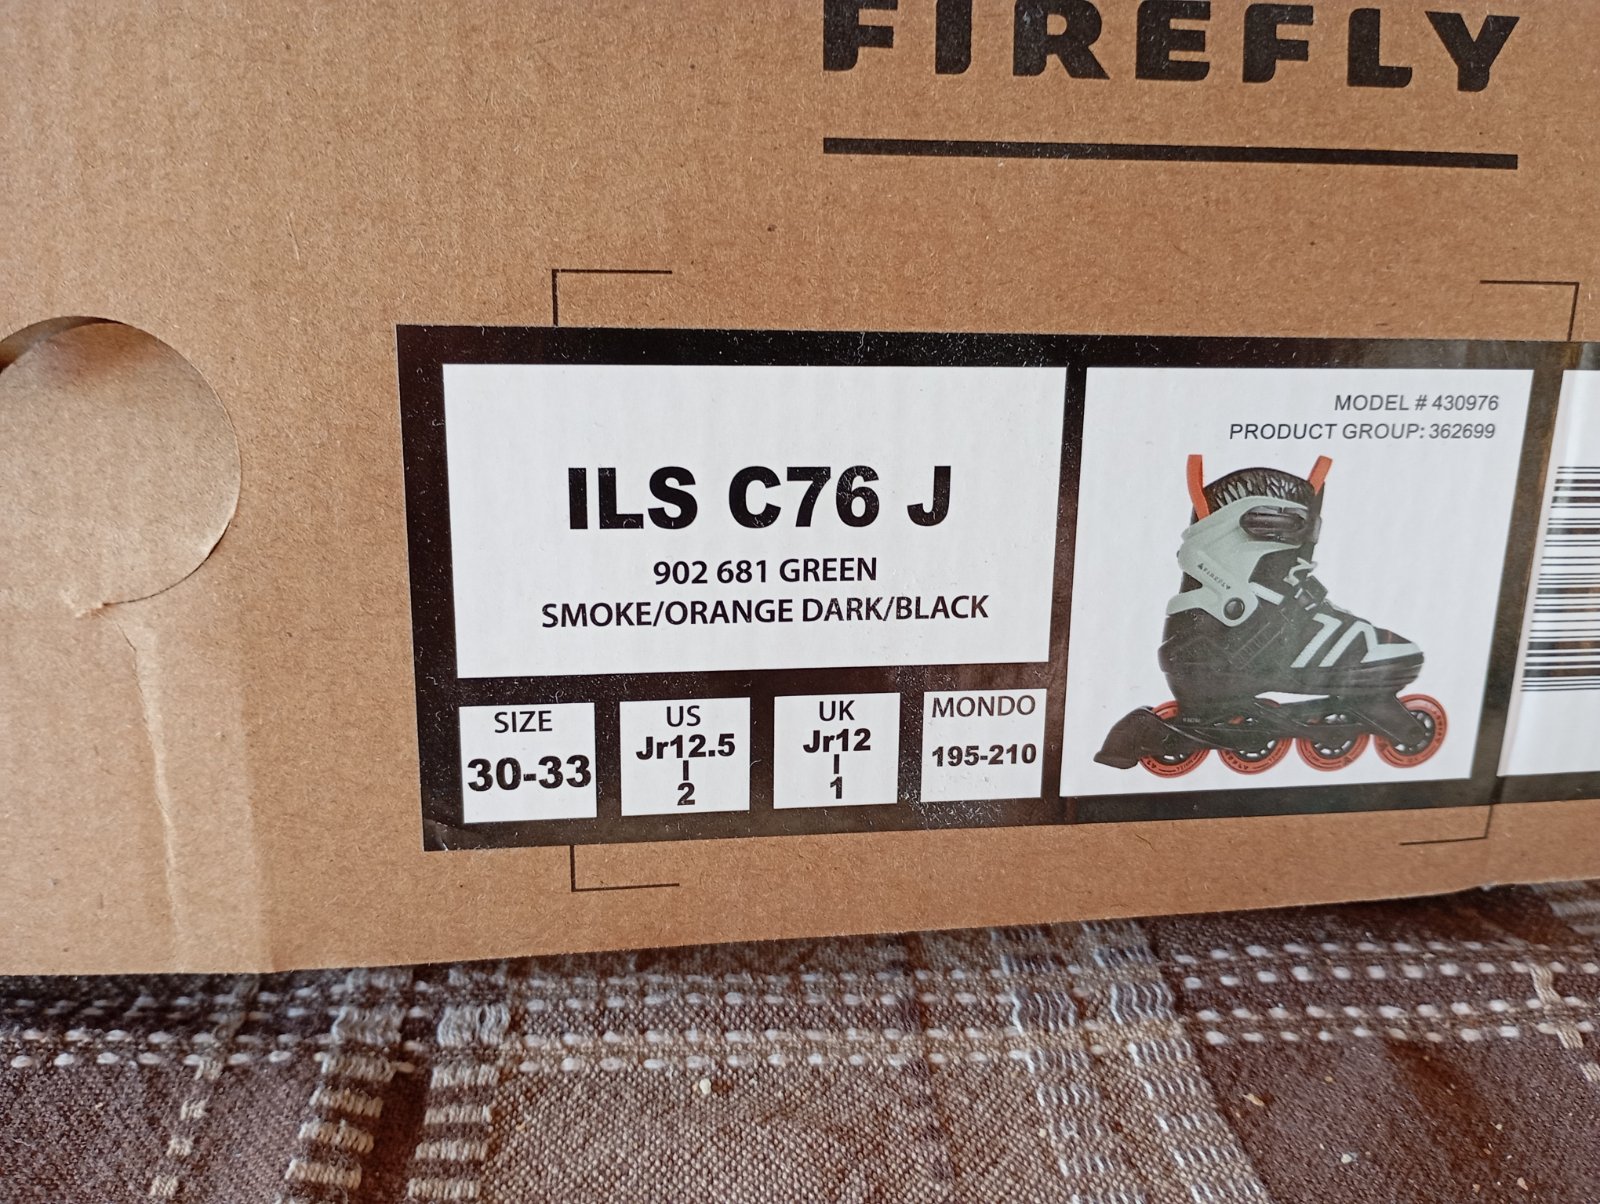 FIREFLY
MODEL # 430976
PRODUCT GROUP: 362699
ILS C76 J
902 681 GREEN
SMOKE/ORANGE DARK/BLACK
FIREFLY
SIZE
30-33
US
Jr12.5
I
2
UK
Jr12
I
1
MONDO
195-210